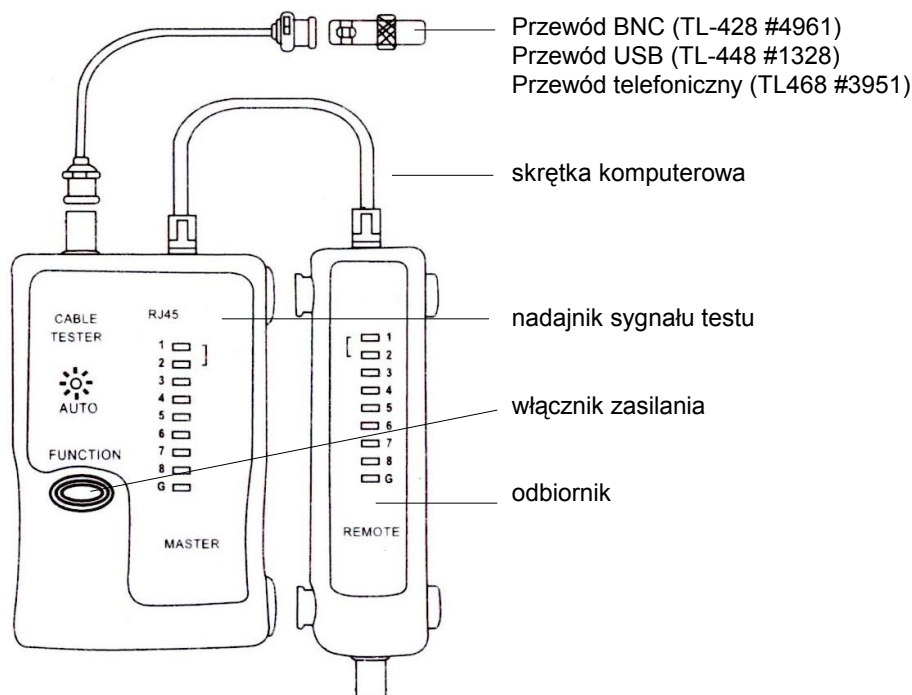 Przewód BNC (TL-428 #4961)
Przewód USB (TL-448 #1328)
Przewód telefoniczny (TL468 #3951)
skrętka komputerowa
nadajnik sygnału testu
włącznik zasilania
odbiornik
CABLE
TESTER
AUTO
FUNCTION
RJ45
1
2
3
4
5
6
7
8
G
MASTER
1
2
3
4
5
6
7
8
G
REMOTE